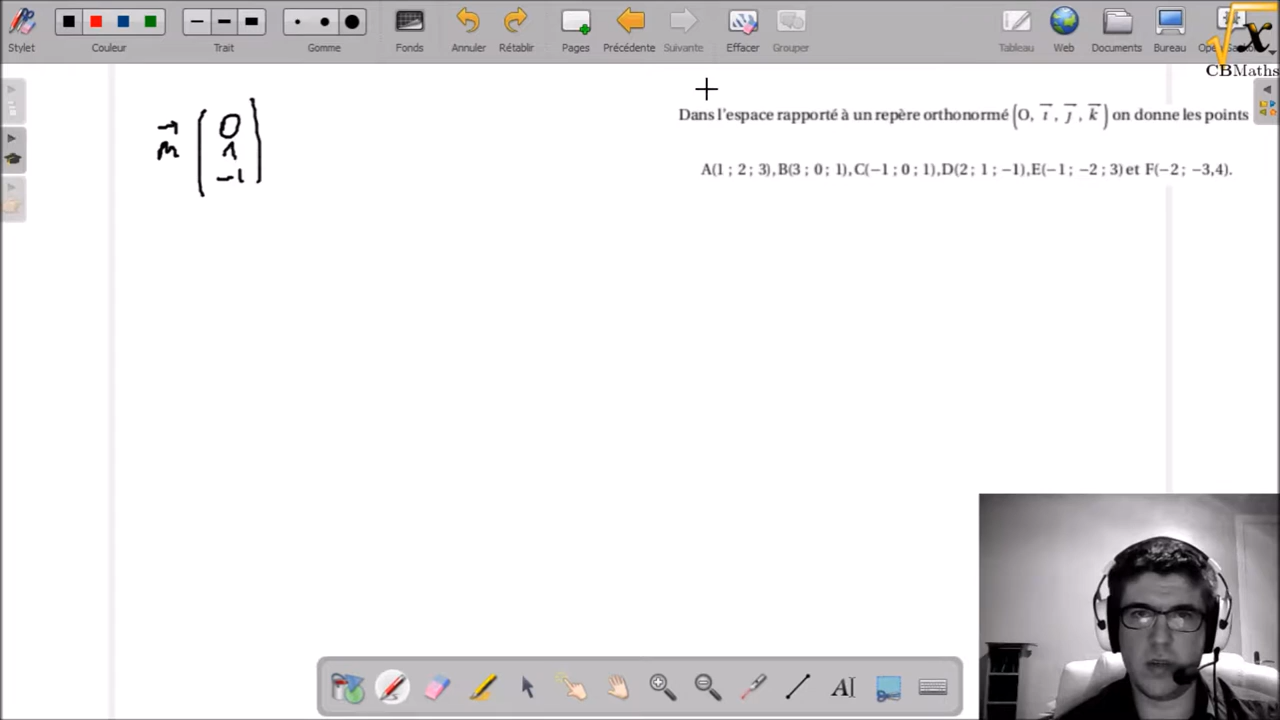 Stylet Couleur Trait Gomme Fonds Annuler Rétablir Pages Précédente Suivante Effacer Grouper Tableau Web Documents Bureau
√x
CBMaths
Dans l'espace rapporté à un repère orthonormé (O, i⃗, j⃗, k⃗) on donne les points
A(1 ; 2 ; 3), B(3 ; 0 ; 1), C(−1 ; 0 ; 1), D(2 ; 1 ; −1), E(−1 ; −2 ; 3) et F(−2 ; −3,4).
n⃗ ( 0
1
−1 )
AI